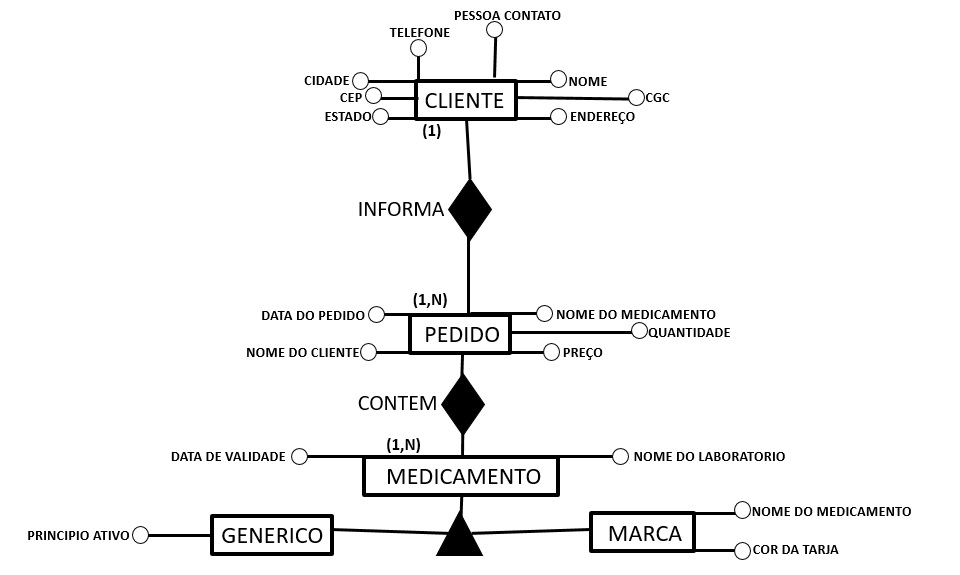 PESSOA CONTATO
TELEFONE
CIDADE
NOME
CEP
CLIENTE
CGC
ESTADO
ENDEREÇO
(1)
INFORMA
(1,N)
DATA DO PEDIDO
NOME DO MEDICAMENTO
PEDIDO
QUANTIDADE
NOME DO CLIENTE
PREÇO
CONTEM
(1,N)
DATA DE VALIDADE
NOME DO LABORATORIO
MEDICAMENTO
NOME DO MEDICAMENTO
PRINCIPIO ATIVO
GENERICO
MARCA
COR DA TARJA